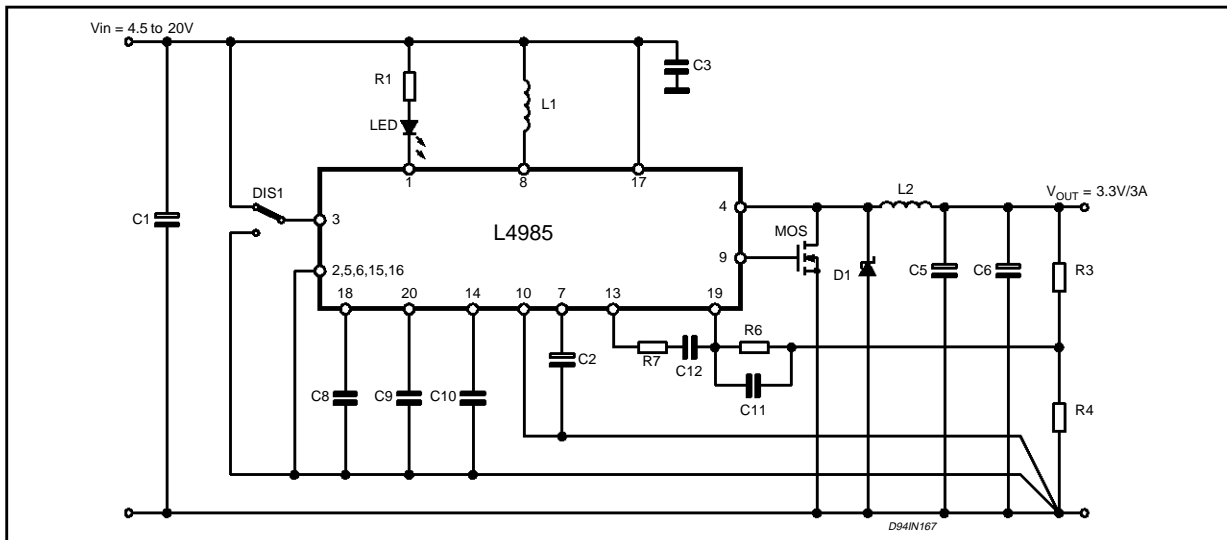 Vin = 4.5 to 20V
C3
R1
L1
LED
1
8
17
DIS1
L2
V_OUT = 3.3V/3A
C1
3
4
L4985
MOS
9
D1
C5
C6
R3
2,5,6,15,16
18
20
14
10
7
13
19
R6
R7
C12
C2
C8
C9
C10
C11
R4
D94IN167